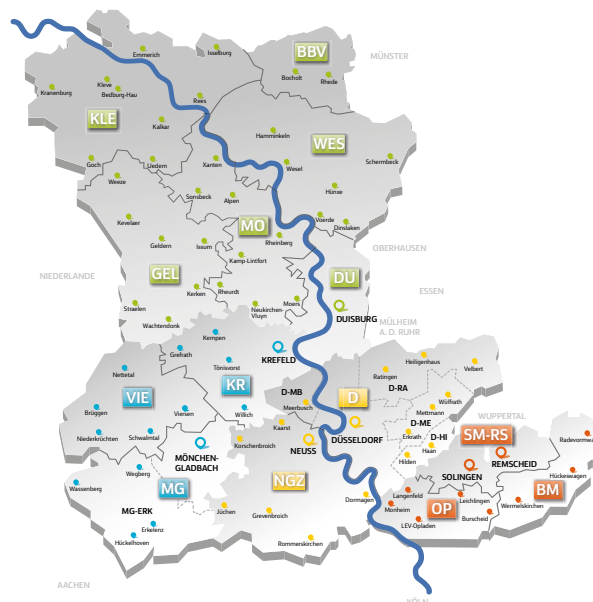 Emmerich
Isselburg
BBV
MÜNSTER
Bocholt
Rhede
Kranenburg
Kleve
Bedburg-Hau
Rees
KLE
Kalkar
Hamminkeln
WES
Schermbeck
Goch
Uedem
Xanten
Wesel
Weeze
Sonsbeck
Alpen
Hünxe
Kevelaer
MO
Voerde
Dinslaken
Geldern
Issum
Rheinberg
OBERHAUSEN
Kamp-Lintfort
NIEDERLANDE
GEL
DU
Kerken
Rheurdt
ESSEN
Straelen
Neukirchen-
Vluyn
Moers
DUISBURG
Wachtendonk
MÜLHEIM
A. D. RUHR
Kempen
Grefrath
KREFELD
Tönisvorst
Heiligenhaus
Velbert
Nettetal
Ratingen
KR
D-MB
D-RA
VIE
D
Wülfrath
Brüggen
Viersen
Willich
Meerbusch
Mettmann
WUPPERTAL
Kaarst
D-ME
Niederkrüchten
Schwalmtal
Korschenbroich
NEUSS
DÜSSELDORF
Erkrath
D-HI
SM-RS
Radevormwald
MÖNCHEN-
GLADBACH
Haan
Hilden
REMSCHEID
Wegberg
SOLINGEN
Hückeswagen
Wassenberg
MG
NGZ
BM
Dormagen
Langenfeld
Leichlingen
Wermelskirchen
MG-ERK
Jüchen
Grevenbroich
Monheim
OP
Burscheid
Erkelenz
LEV-Opladen
Hückelhoven
Rommerskirchen
AACHEN
KÖLN